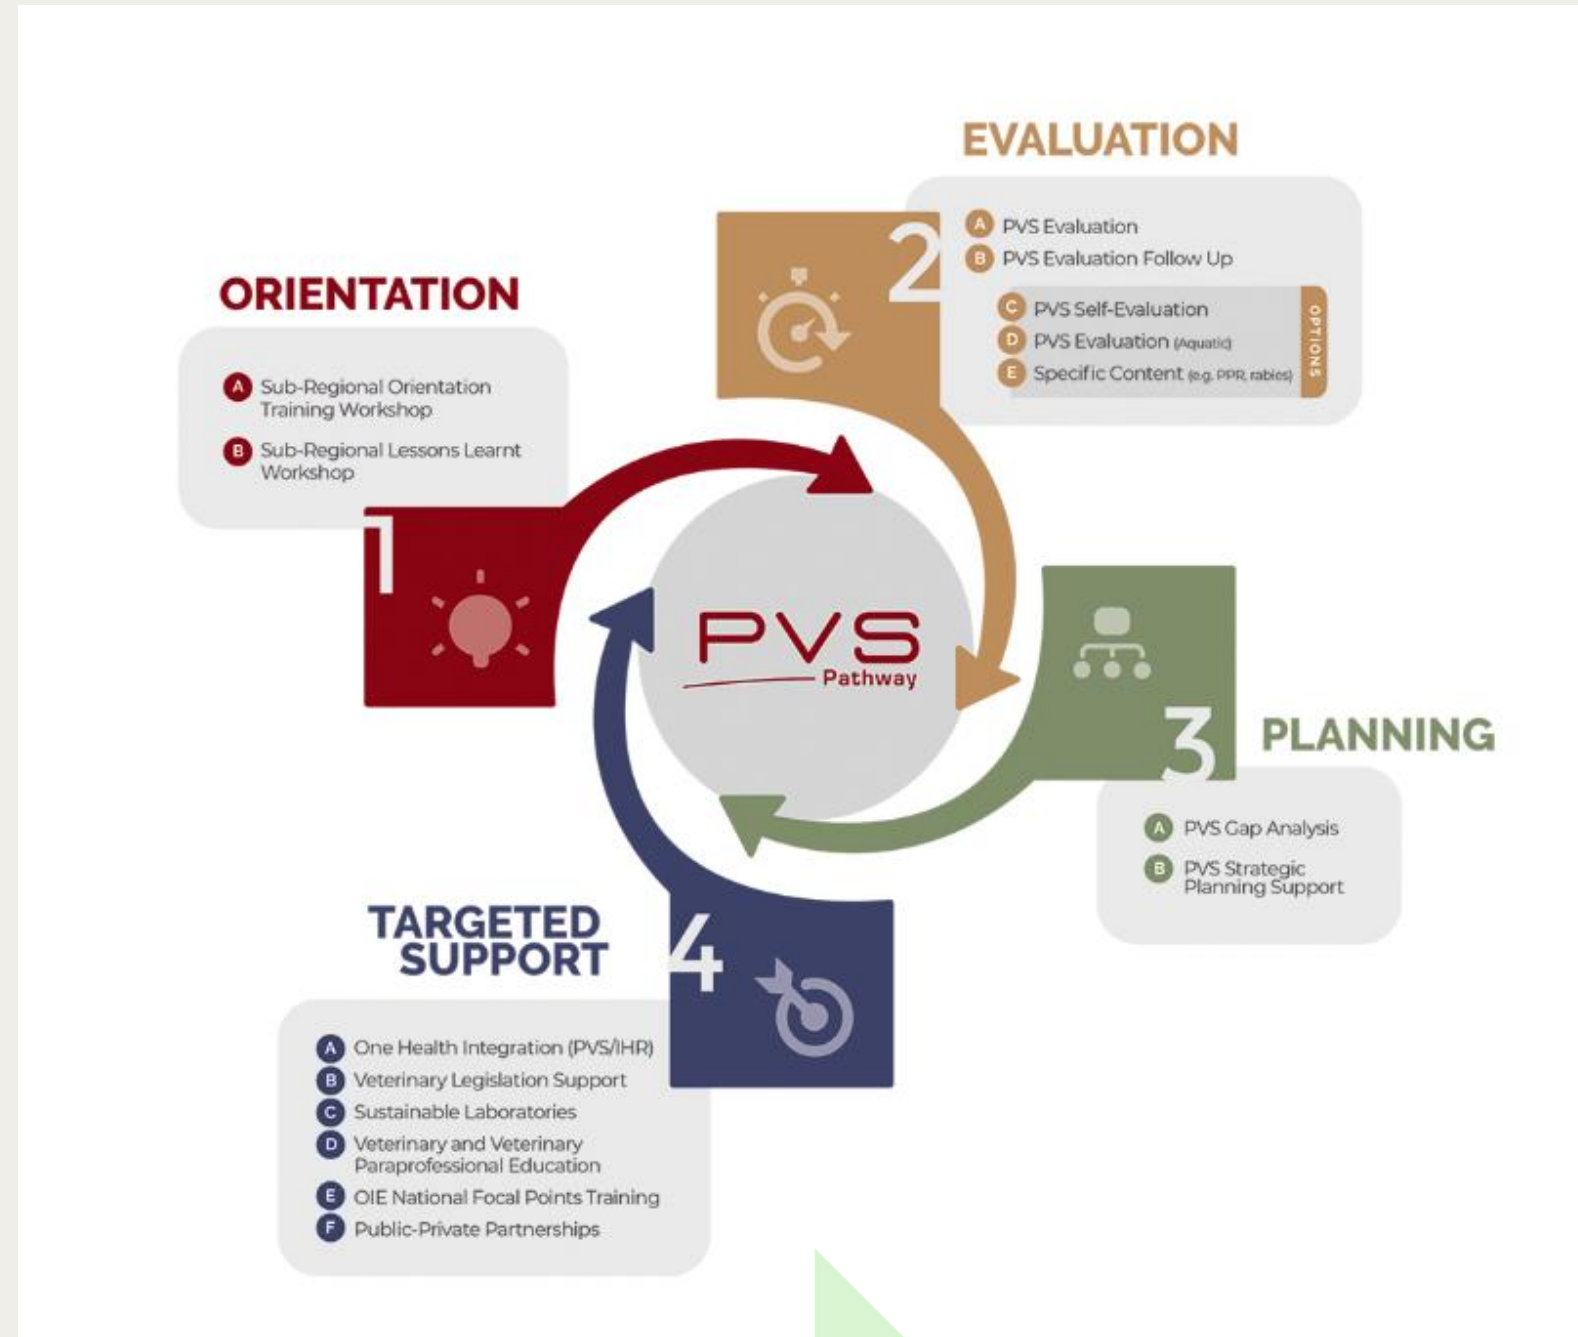 EVALUATION
2
A PVS Evaluation
B PVS Evaluation Follow Up
C PVS Self-Evaluation
D PVS Evaluation (Aquatic)
E Specific Content (e.g. PPR, rabies)
OPTIONS
ORIENTATION
A Sub-Regional Orientation
Training Workshop
B Sub-Regional Lessons Learnt
Workshop
1
PVS
Pathway
3
PLANNING
A PVS Gap Analysis
B PVS Strategic
Planning Support
TARGETED
SUPPORT
4
A One Health Integration (PVS/IHR)
B Veterinary Legislation Support
C Sustainable Laboratories
D Veterinary and Veterinary
Paraprofessional Education
E OIE National Focal Points Training
F Public-Private Partnerships